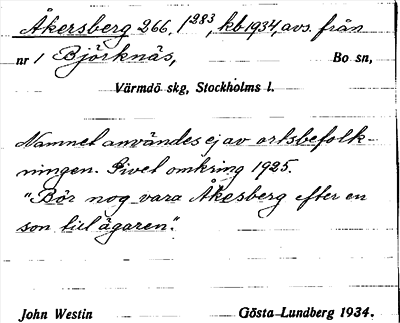 Åkersberg 266, 1²⁸³, kb 1934, avs. från
nr 1 Björknäs, Bo sn,
Värmdö skg, Stockholms l.
Namnet användes ej av ortsbefolk-
ningen. Givet omkring 1925.
"Bör nog vara Åkesberg efter en
son till ägaren".
John Westin Gösta Lundberg 1934.